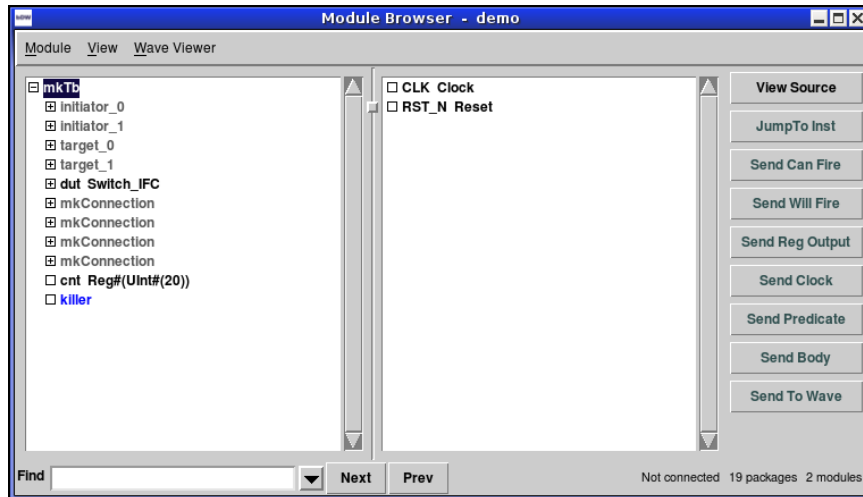 Module Browser - demo
Module View Wave Viewer
mkTb
initiator_0
initiator_1
target_0
target_1
dut Switch_IFC
mkConnection
mkConnection
mkConnection
mkConnection
cnt Reg#(UInt#(20))
killer
CLK Clock
RST_N Reset
View Source
JumpTo Inst
Send Can Fire
Send Will Fire
Send Reg Output
Send Clock
Send Predicate
Send Body
Send To Wave
Find
Next
Prev
Not connected 19 packages 2 modules